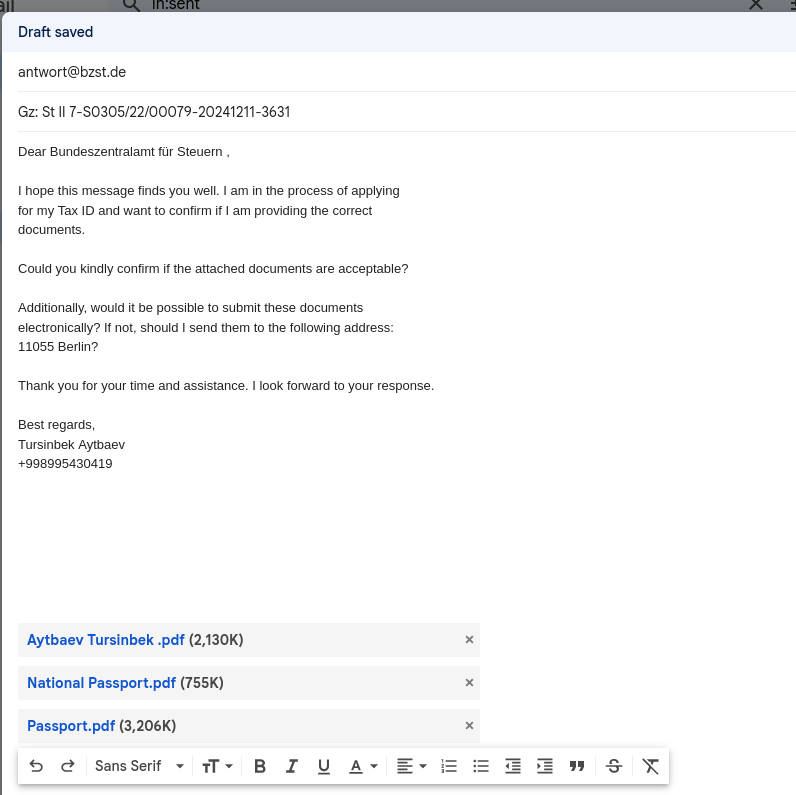 in:sent
Draft saved
antwort@bzst.de
Gz: St II 7-S0305/22/00079-20241211-3631
Dear Bundeszentralamt für Steuern ,
I hope this message finds you well. I am in the process of applying
for my Tax ID and want to confirm if I am providing the correct
documents.
Could you kindly confirm if the attached documents are acceptable?
Additionally, would it be possible to submit these documents
electronically? If not, should I send them to the following address:
11055 Berlin?
Thank you for your time and assistance. I look forward to your response.
Best regards,
Tursinbek Aytbaev
+998995430419
Aytbaev Tursinbek .pdf (2,130K)
National Passport.pdf (755K)
Passport.pdf (3,206K)
Sans Serif